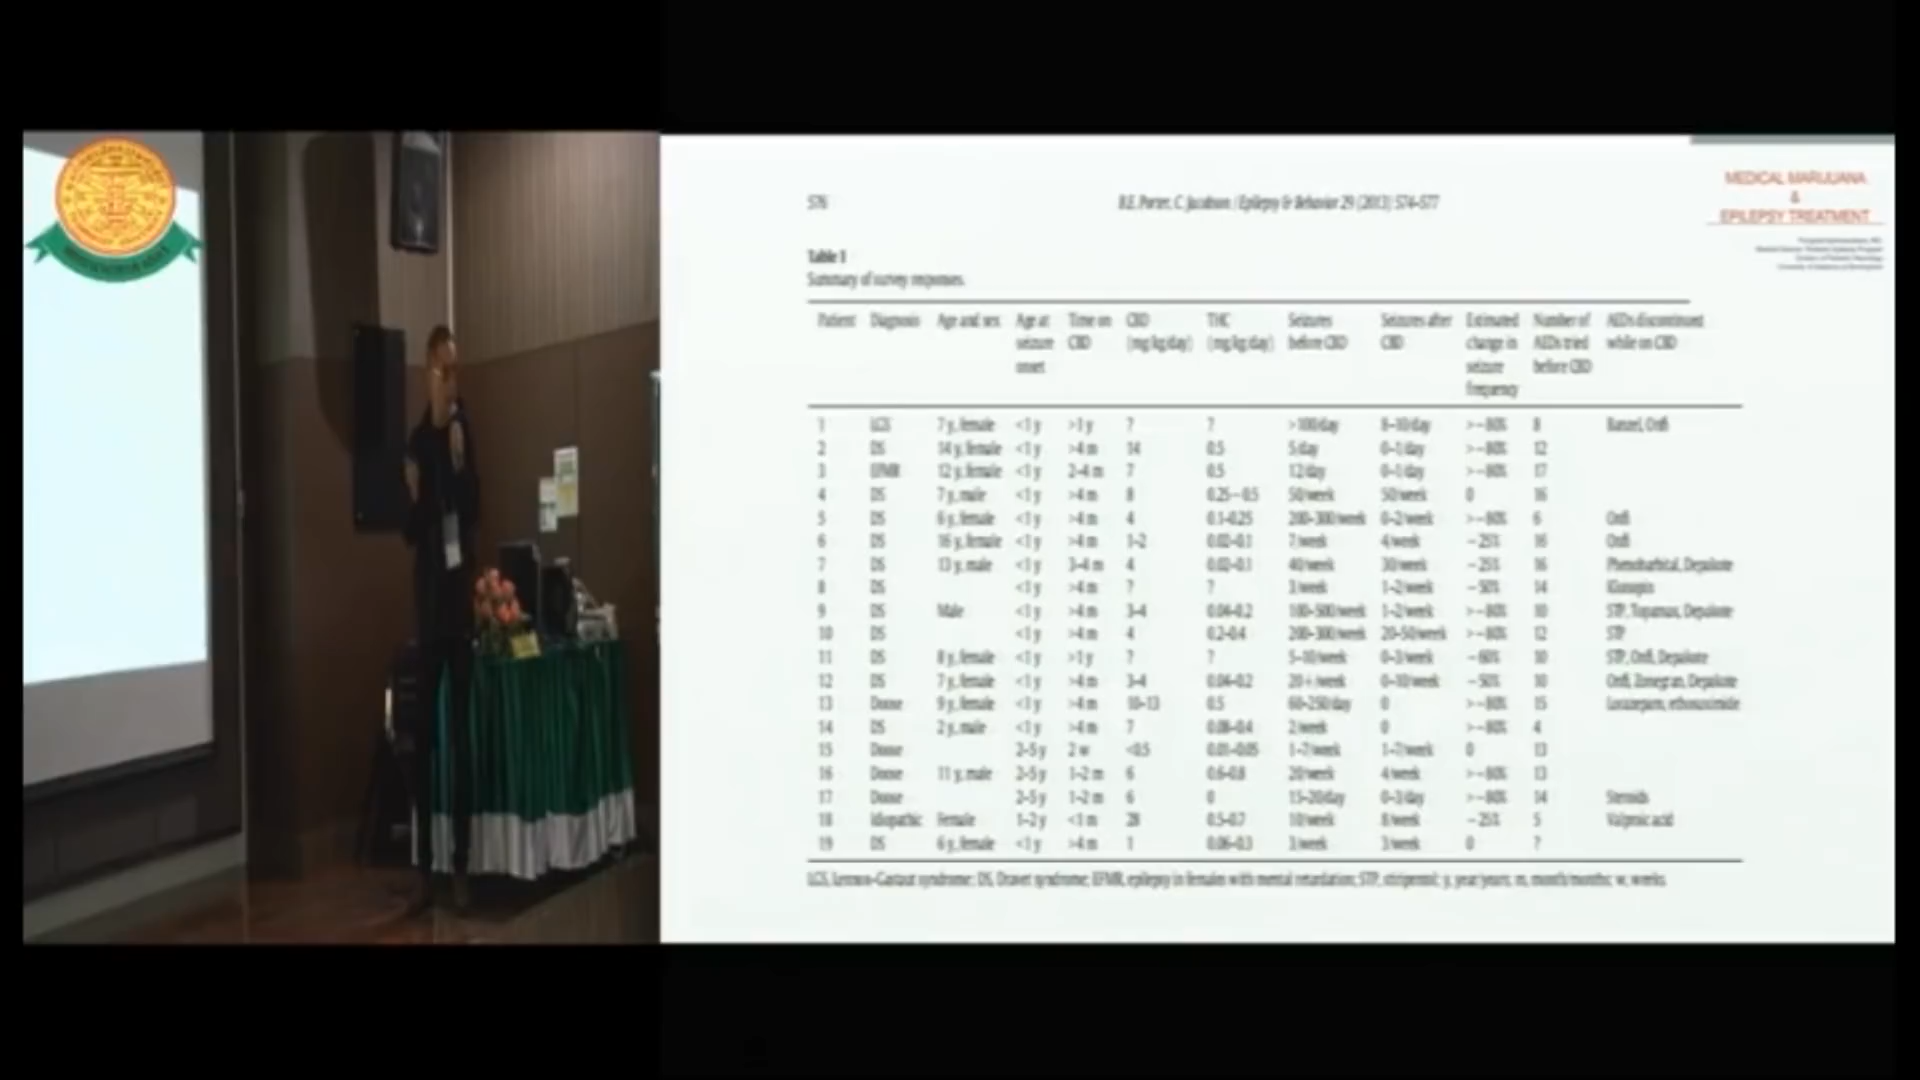 MEDICAL MARIJUANA
&
EPILEPSY TREATMENT
576 B.E. Porter, C. Jacobson / Epilepsy & Behavior 29 (2013) 574–577
Table 1
Summary of survey responses.
Patient Diagnosis Age and sex Age at seizure onset Time on CBD CBD (mg/kg/day) THC (mg/kg/day) Seizures before CBD Seizures after CBD Estimated change in seizure frequency Number of AEDs tried before CBD AEDs discontinued while on CBD
1 LGS 7 y, female <1 y >1 y ? ? >100/day 8–10/day >−80% 8 Banzel, Onfi
2 DS 14 y, female <1 y >4 m 14 0.5 5/day 0–1/day >−80% 12
3 EFMR 12 y, female <1 y 2–4 m 7 0.5 12/day 0–1/day >−80% 17
4 DS 7 y, male <1 y >4 m 8 0.25–0.5 50/week 50/week 0 16
5 DS 6 y, female <1 y >4 m 4 0.1–0.25 200–300/week 0–2/week >−80% 6 Onfi
6 DS 16 y, female <1 y >4 m 1–2 0.02–0.1 7/week 4/week −25% 16 Onfi
7 DS 13 y, male <1 y 3–4 m 4 0.02–0.1 40/week 30/week −25% 16 Phenobarbital, Depakote
8 DS <1 y >4 m ? ? 3/week 1–2/week −50% 14 Klonopin
9 DS Male <1 y >4 m 3–4 0.04–0.2 100–500/week 1–2/week >−80% 10 STP, Topamax, Depakote
10 DS <1 y >4 m 4 0.2–0.4 200–300/week 20–50/week >−80% 12 STP
11 DS 8 y, female <1 y >1 y ? ? 5–10/week 0–3/week −60% 10 STP, Onfi, Depakote
12 DS 7 y, female <1 y >4 m 3–4 0.04–0.2 20+/week 0–10/week −50% 10 Onfi, Zonegran, Depakote
13 Doose 9 y, female <1 y >4 m 10–13 0.5 60–250/day 0 >−80% 15 Lorazepam, ethosuximide
14 DS 2 y, male <1 y >4 m 7 0.08–0.4 2/week 0 >−80% 4
15 Doose 2–5 y 2 w <0.5 0.01–0.05 1–7/week 1–7/week 0 13
16 Doose 11 y, male 2–5 y 1–2 m 6 0.6–0.8 20/week 4/week >−80% 13
17 Doose 2–5 y 1–2 m 6 0 15–20/day 0–3/day >−80% 14 Steroids
18 Idiopathic Female 1–2 y <1 m 28 0.5–0.7 10/week 8/week −25% 5 Valproic acid
19 DS 6 y, female <1 y >4 m 1 0.06–0.3 3/week 3/week 0 ?
LGS, Lennox–Gastaut syndrome; DS, Dravet syndrome; EFMR, epilepsy in females with mental retardation; STP, stiripentol; y, year/years; m, month/months; w, weeks.